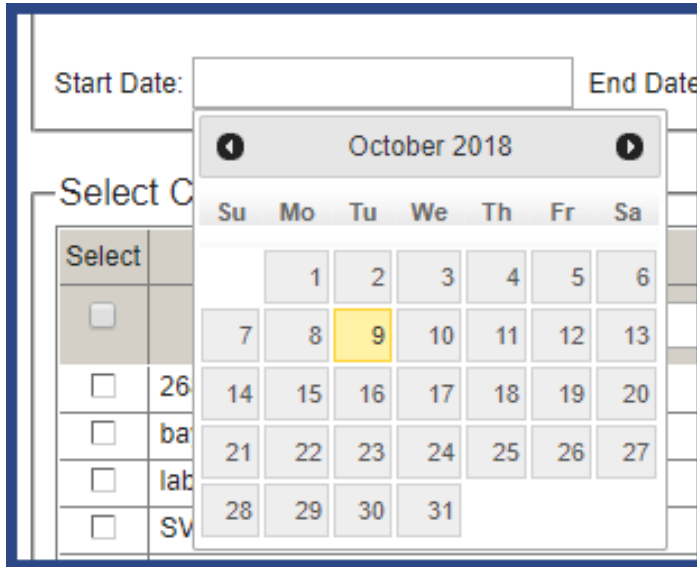 Start Date:
End Date
October 2018
Select C
Su Mo Tu We Th Fr Sa
Select
1 2 3 4 5 6
7 8 9 10 11 12 13
26
14 15 16 17 18 19 20
ba
21 22 23 24 25 26 27
lab
28 29 30 31
SV